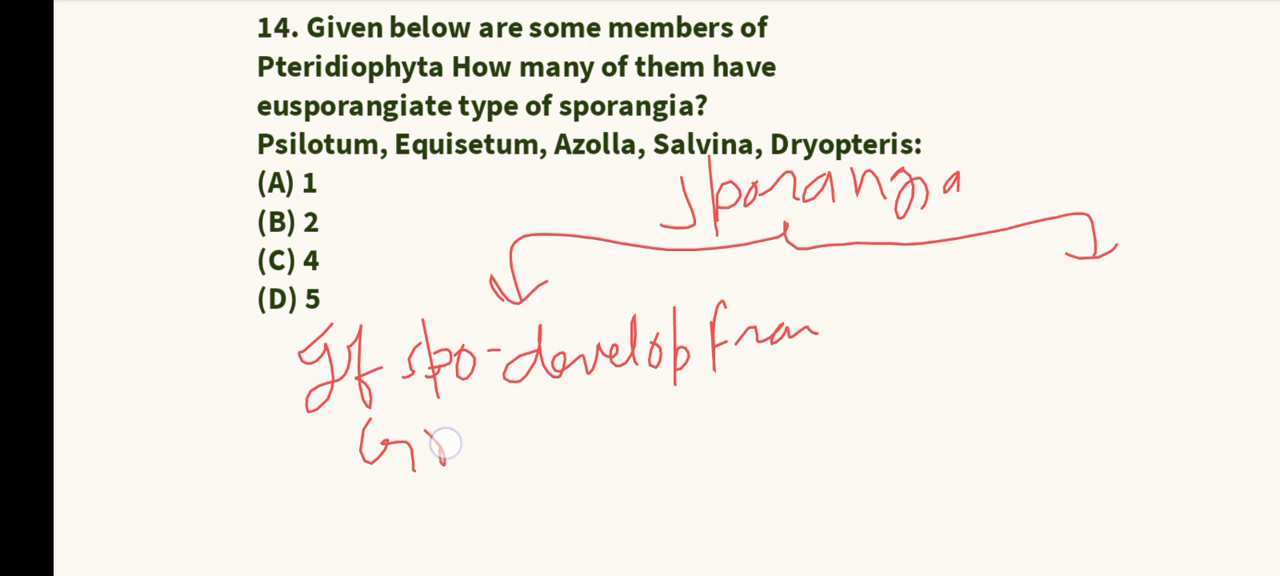 14. Given below are some members of
Pteridiophyta How many of them have
eusporangiate type of sporangia?
Psilotum, Equisetum, Azolla, Salvina, Dryopteris:
(A) 1
(B) 2
(C) 4
(D) 5
sporangia
If spo-develop from